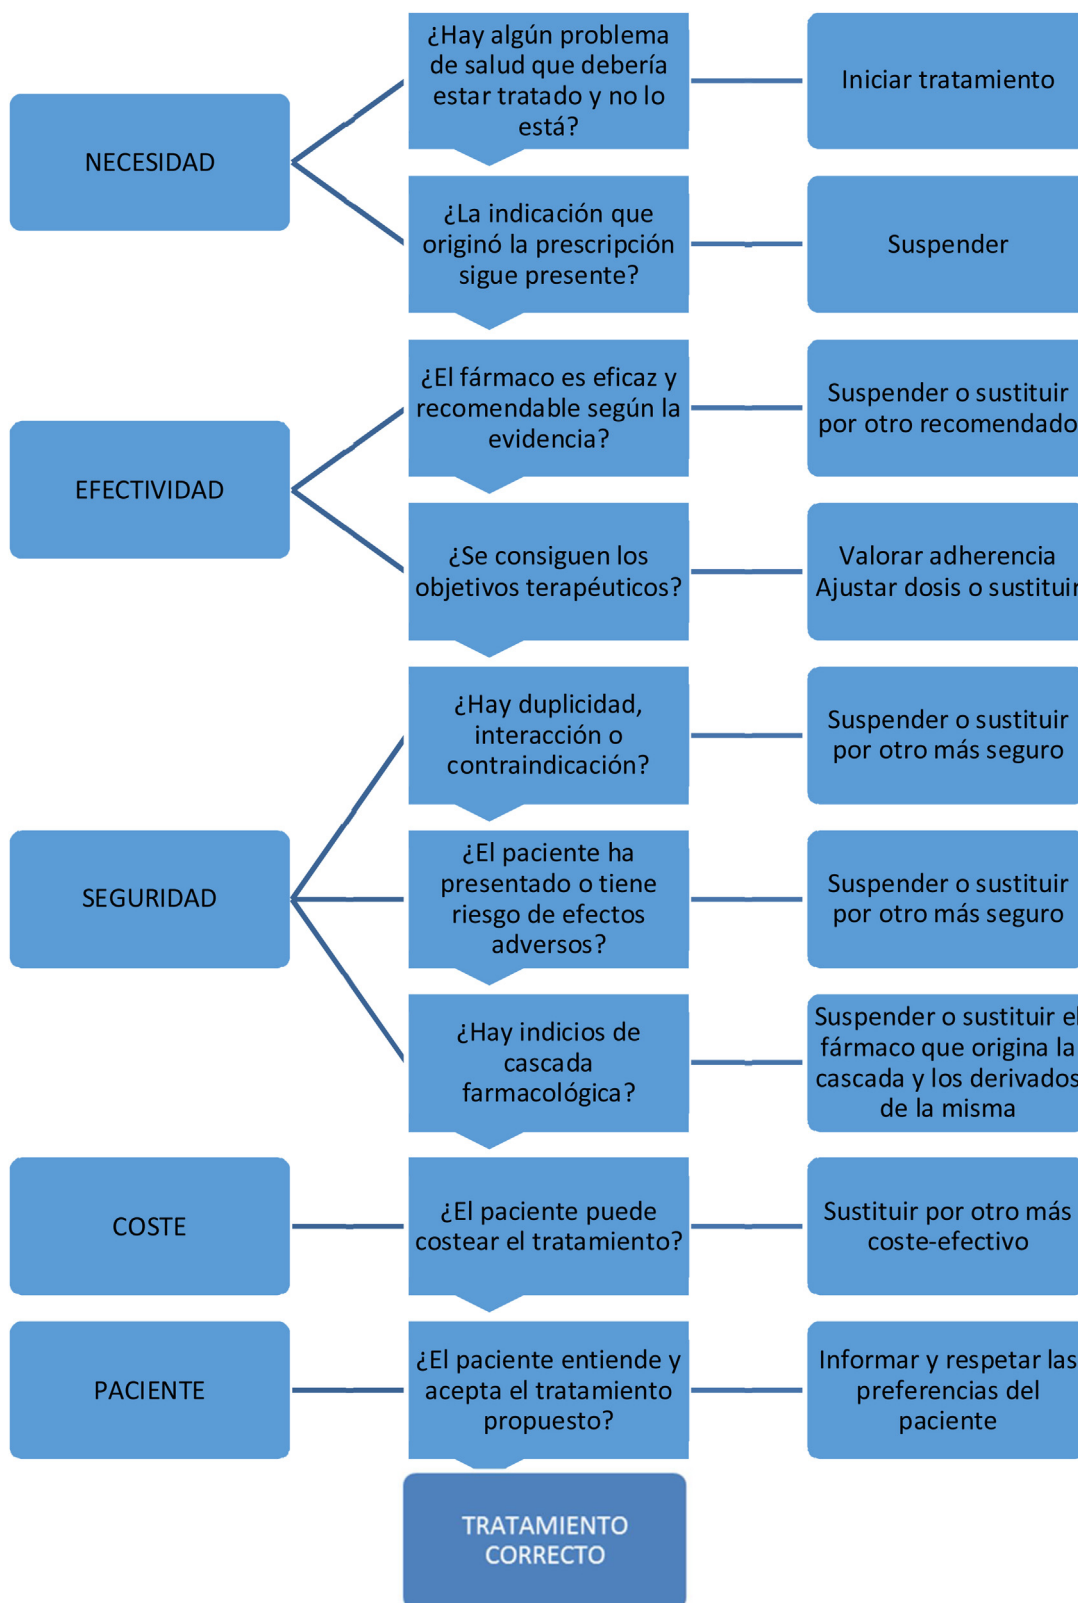 ¿Hay algún problema
de salud que debería
estar tratado y no lo
está?
Iniciar tratamiento
NECESIDAD
¿La indicación que
originó la prescripción
sigue presente?
Suspender
¿El fármaco es eficaz y
recomendable según la
evidencia?
Suspender o sustituir
por otro recomendado
EFECTIVIDAD
¿Se consiguen los
objetivos terapéuticos?
Valorar adherencia
Ajustar dosis o sustituir
¿Hay duplicidad,
interacción o
contraindicación?
Suspender o sustituir
por otro más seguro
SEGURIDAD
¿El paciente ha
presentado o tiene
riesgo de efectos
adversos?
Suspender o sustituir
por otro más seguro
¿Hay indicios de
cascada
farmacológica?
Suspender o sustituir el
fármaco que origina la
cascada y los derivados
de la misma
COSTE
¿El paciente puede
costear el tratamiento?
Sustituir por otro más
coste-efectivo
PACIENTE
¿El paciente entiende y
acepta el tratamiento
propuesto?
Informar y respetar las
preferencias del
paciente
TRATAMIENTO
CORRECTO